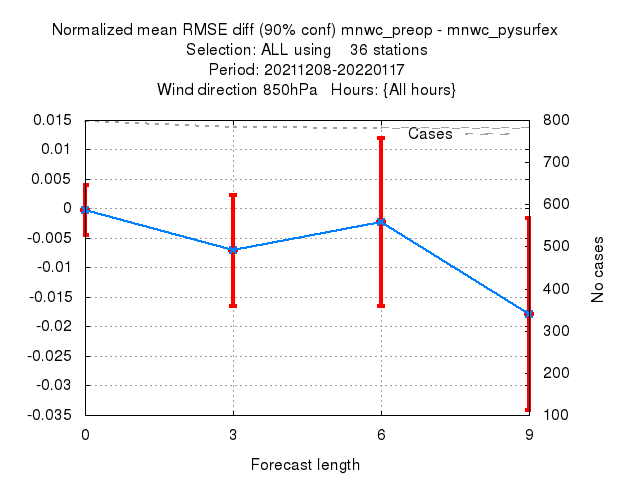 Normalized mean RMSE diff (90% conf) mnwc_preop - mnwc_pysurfex
Selection: ALL using 36 stations
Period: 20211208-20220117
Wind direction 850hPa Hours: {All hours}
0.015 800
Cases
0.01
0.005 700
0 600
-0.005
-0.01 500
-0.015 400
-0.02 300
-0.025
-0.03 200
-0.035 100
No cases
0 3 6 9
Forecast length